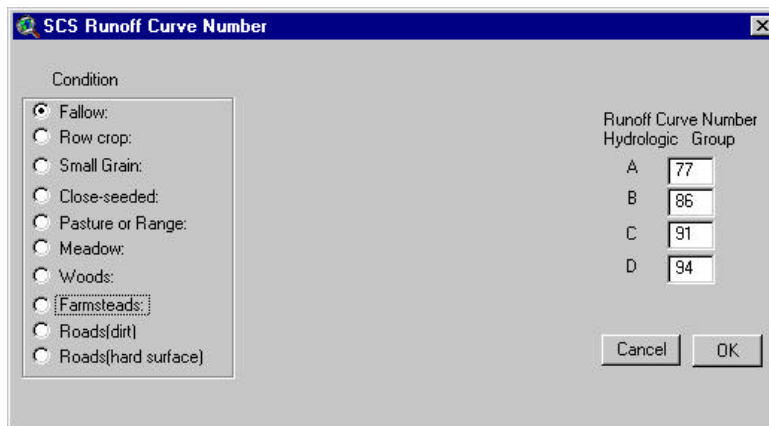 SCS Runoff Curve Number
Condition
Fallow:
Row crop:
Small Grain:
Close-seeded:
Pasture or Range:
Meadow:
Woods:
Farmsteads:
Roads(dirt)
Roads(hard surface)
Runoff Curve Number
Hydrologic Group
A 77
B 86
C 91
D 94
Cancel OK